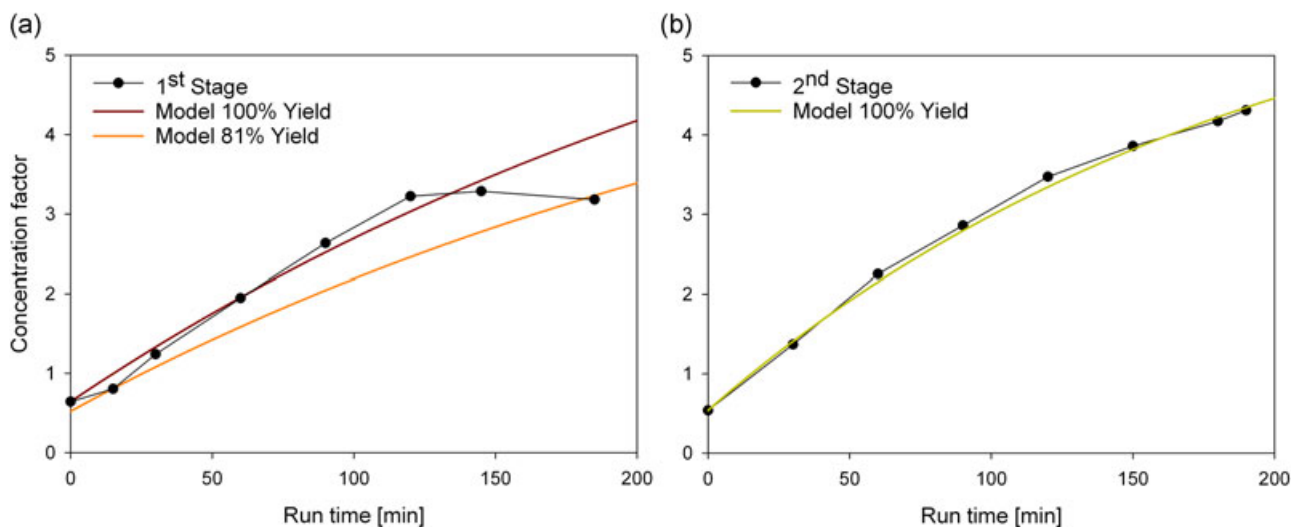 (a)
5
4
3
2
1
0
Concentration factor
1st Stage
Model 100% Yield
Model 81% Yield
0 50 100 150 200
Run time [min]
(b)
5
4
3
2
1
0
2nd Stage
Model 100% Yield
0 50 100 150 200
Run time [min]